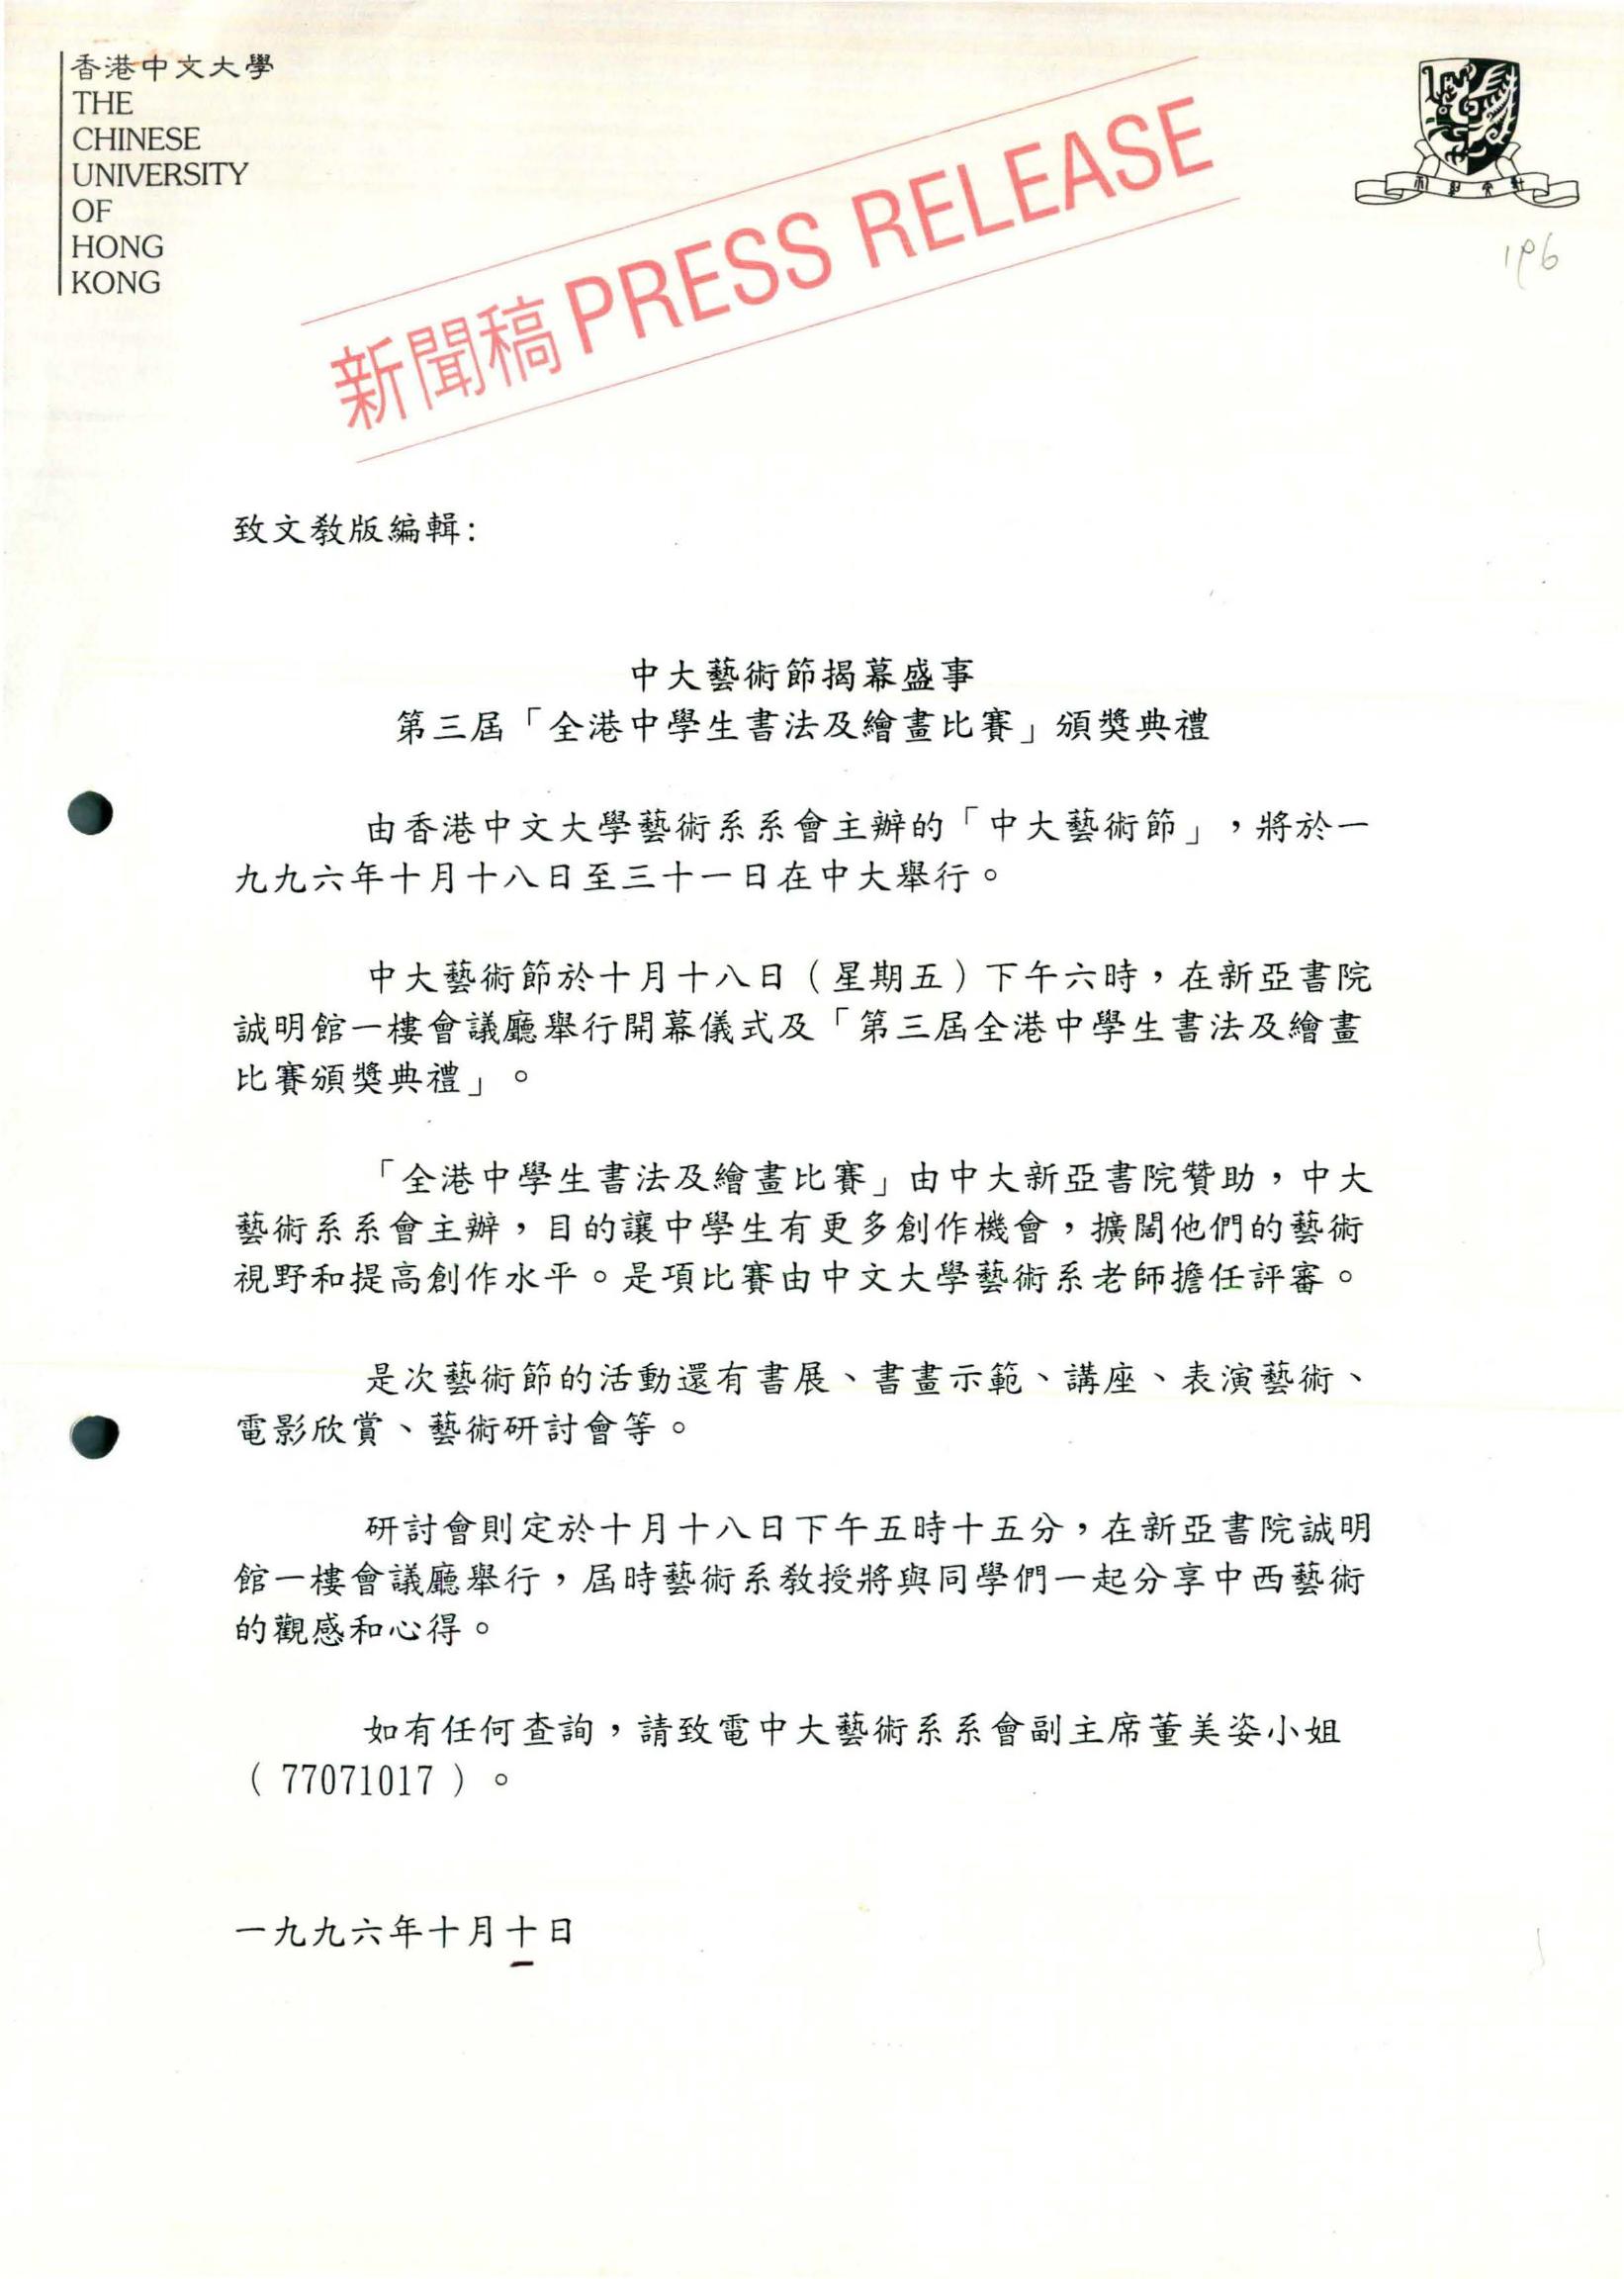 香港中文大學
THE
CHINESE
UNIVERSITY
OF
HONG
KONG
新聞稿 PRESS RELEASE
196
致文教版編輯:
中大藝術節揭幕盛事
第三屆「全港中學生書法及繪畫比賽」頒獎典禮
由香港中文大學藝術系系會主辦的「中大藝術節」，將於一
九九六年十月十八日至三十一日在中大舉行。
中大藝術節於十月十八日（星期五）下午六時，在新亞書院
誠明館一樓會議廳舉行開幕儀式及「第三屆全港中學生書法及繪畫
比賽頒獎典禮」。
「全港中學生書法及繪畫比賽」由中大新亞書院贊助，中大
藝術系系會主辦，目的讓中學生有更多創作機會，擴闊他們的藝術
視野和提高創作水平。是項比賽由中文大學藝術系老師擔任評審。
是次藝術節的活動還有書展、書畫示範、講座、表演藝術、
電影欣賞、藝術研討會等。
研討會則定於十月十八日下午五時十五分，在新亞書院誠明
館一樓會議廳舉行，屆時藝術系教授將與同學們一起分享中西藝術
的觀感和心得。
如有任何查詢，請致電中大藝術系系會副主席董美姿小姐
（77071017）。
一九九六年十月十一日